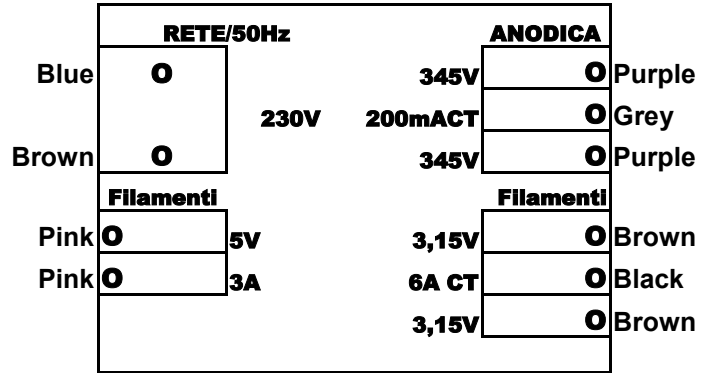 RETE/50Hz ANODICA
Blue O 345V O Purple
230V 200mACT O Grey
Brown O 345V O Purple
Filamenti Filamenti
Pink O 5V 3,15V O Brown
Pink O 3A 6A CT O Black
3,15V O Brown